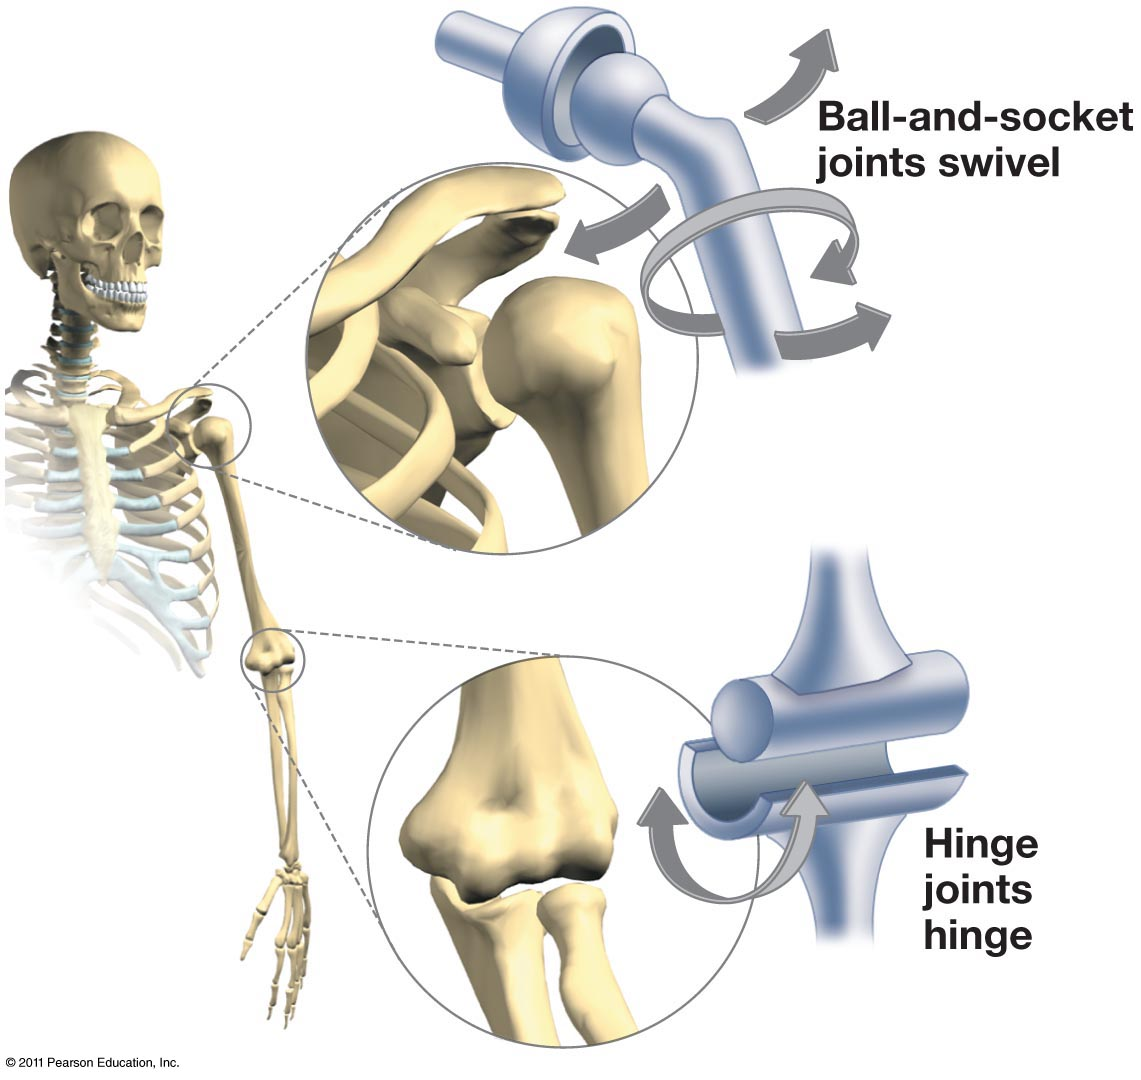 Ball-and-socket
joints swivel
Hinge
joints
hinge
© 2011 Pearson Education, Inc.